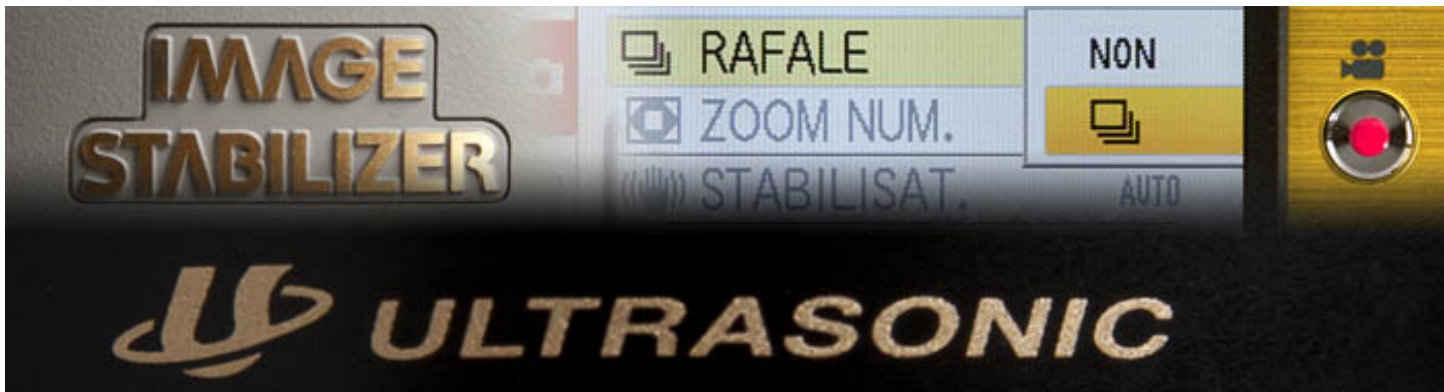 IMAGE
STABILIZER
RAFALE
NON
ZOOM NUM.
STABILISAT.
AUTO
ULTRASONIC